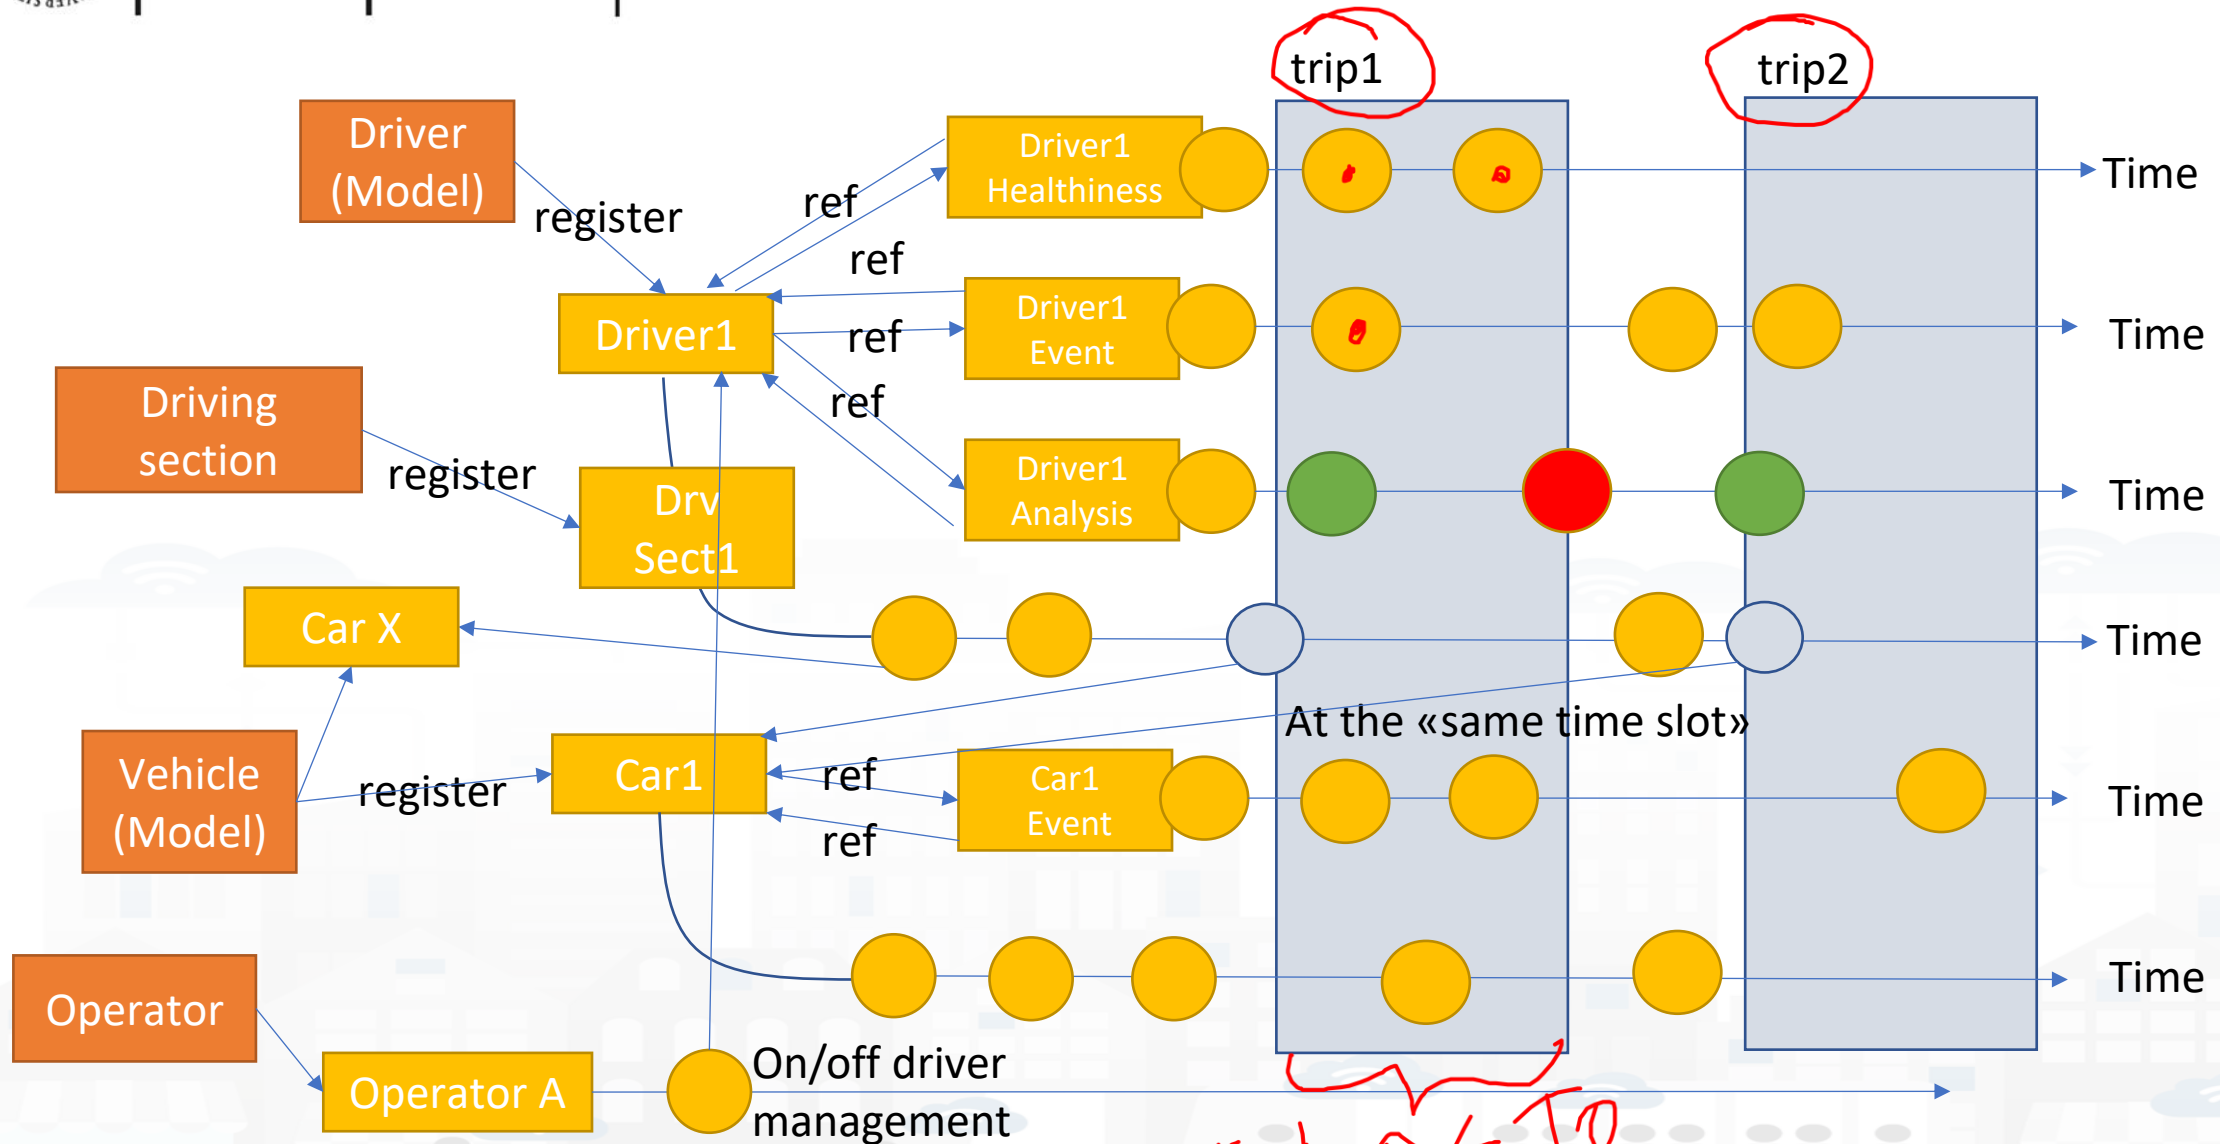 trip1
trip2
Driver
(Model)
register
ref
Driver1
Healthiness
Time
ref
Driver1
ref
Driver1
Event
Time
Driving
section
register
ref
Drv
Sect1
Driver1
Analysis
Time
Car X
Time
At the «same time slot»
Vehicle
(Model)
register
Car1
ref
ref
Car1
Event
Time
Operator
Time
Operator A
On/off driver
management